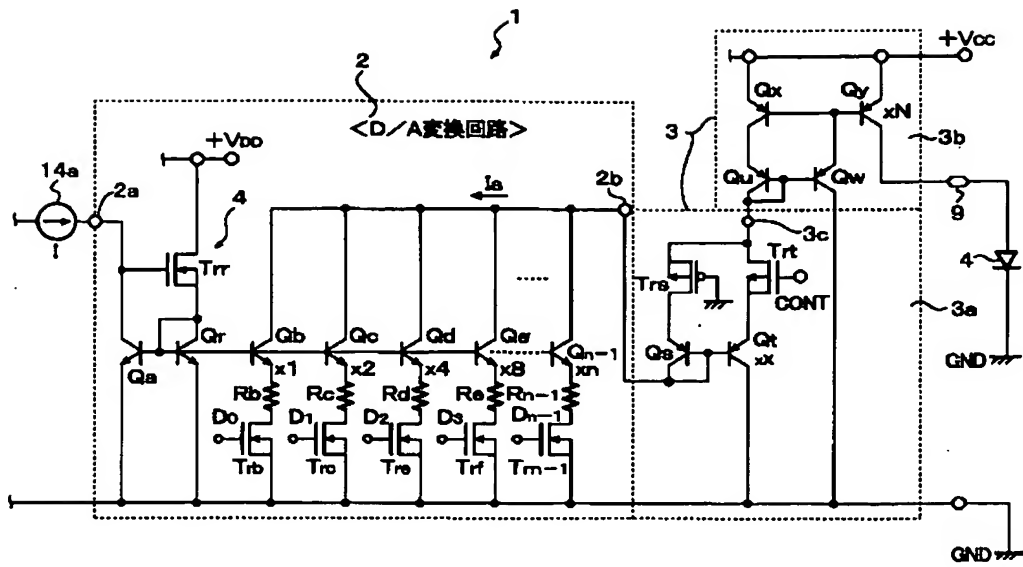 1
2
<D/A変換回路>
+VDD
14a
2a
i
4
Trr
Ia
2b
Qa
Qr
Qb
x1
Qc
x2
Qd
x4
Qe
x8
Qn-1
xn
Rb
Rc
Rd
Re
Rn-1
D0
D1
D2
D3
Dn-1
Trb
Trc
Tre
Trf
Trn-1
+Vcc
3
Qx
Qy
xN
3b
Qu
Qw
9
3c
Trs
Trt
CONT
4
3a
Qs
Qt
xx
GND
GND